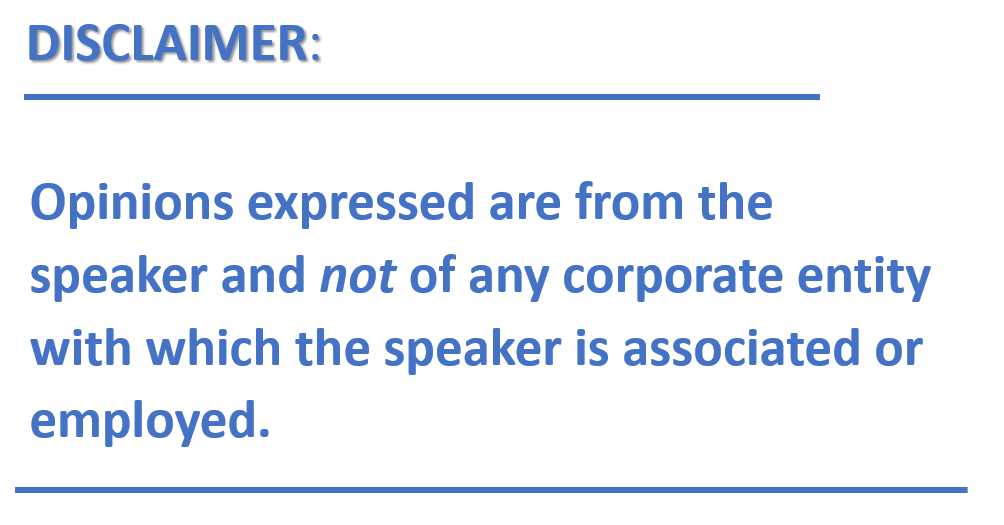 DISCLAIMER:
Opinions expressed are from the
speaker and not of any corporate entity
with which the speaker is associated or
employed.